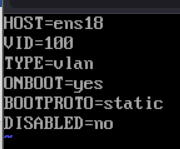 HOST=ens18
VID=100
TYPE=vlan
ONBOOT=yes
BOOTPROTO=static
DISABLED=no
~